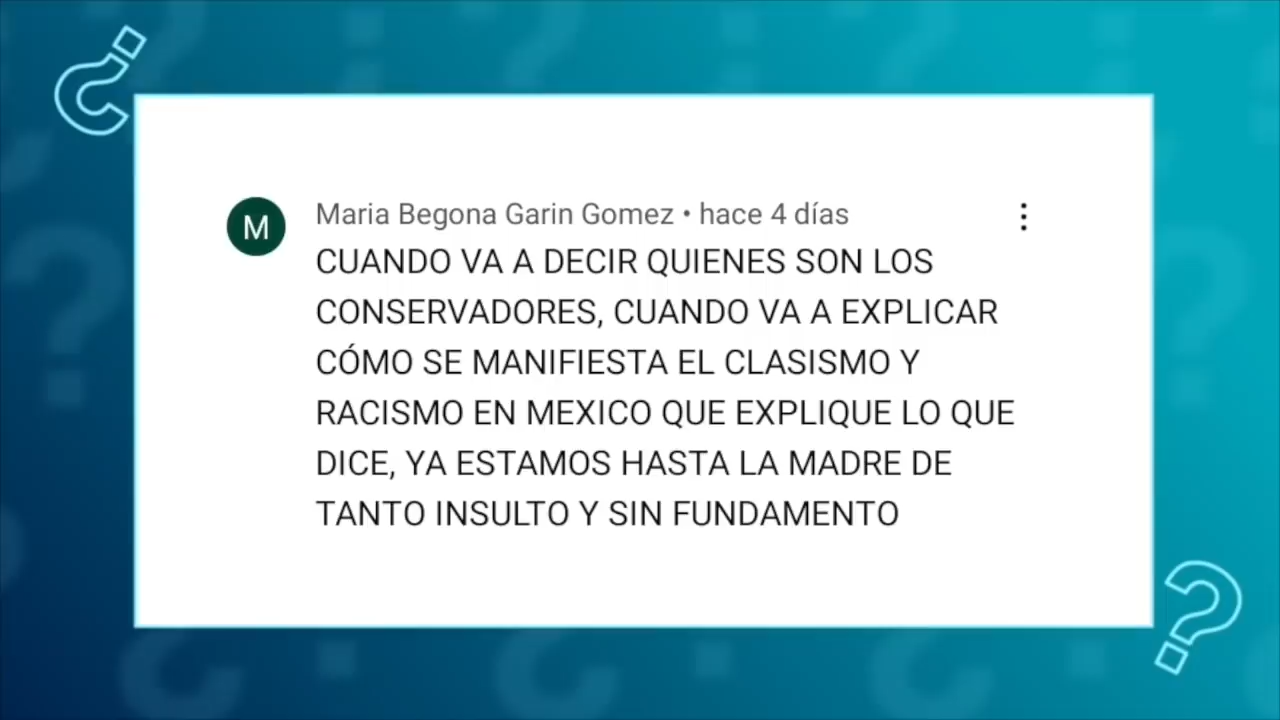 ¿
M
Maria Begona Garin Gomez • hace 4 días
CUANDO VA A DECIR QUIENES SON LOS
CONSERVADORES, CUANDO VA A EXPLICAR
CÓMO SE MANIFIESTA EL CLASISMO Y
RACISMO EN MEXICO QUE EXPLIQUE LO QUE
DICE, YA ESTAMOS HASTA LA MADRE DE
TANTO INSULTO Y SIN FUNDAMENTO
?